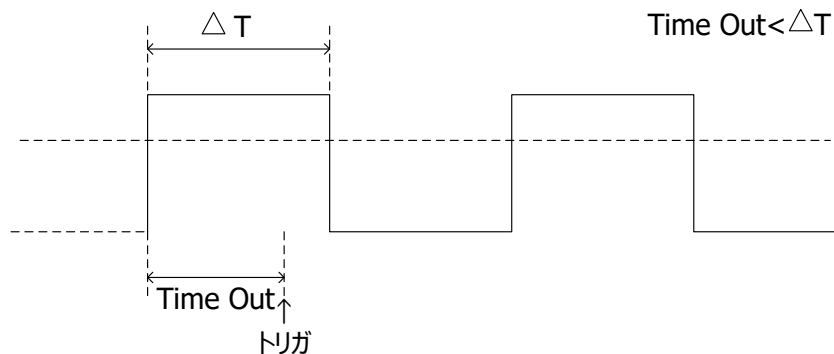 △ T
Time Out<△T
Time Out
トリガ